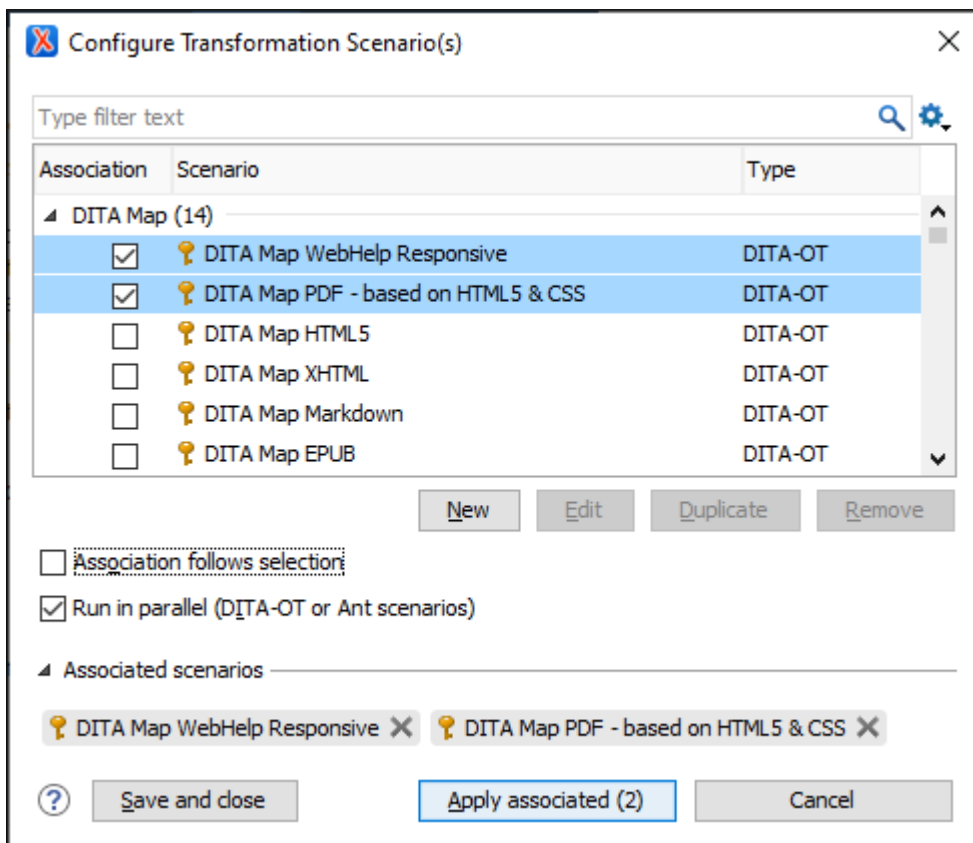 Configure Transformation Scenario(s)
Type filter text
Association Scenario Type
DITA Map (14)
DITA Map WebHelp Responsive DITA-OT
DITA Map PDF - based on HTML5 & CSS DITA-OT
DITA Map HTML5 DITA-OT
DITA Map XHTML DITA-OT
DITA Map Markdown DITA-OT
DITA Map EPUB DITA-OT
New Edit Duplicate Remove
Association follows selection
Run in parallel (DITA-OT or Ant scenarios)
Associated scenarios
DITA Map WebHelp Responsive DITA Map PDF - based on HTML5 & CSS
? Save and close Apply associated (2) Cancel